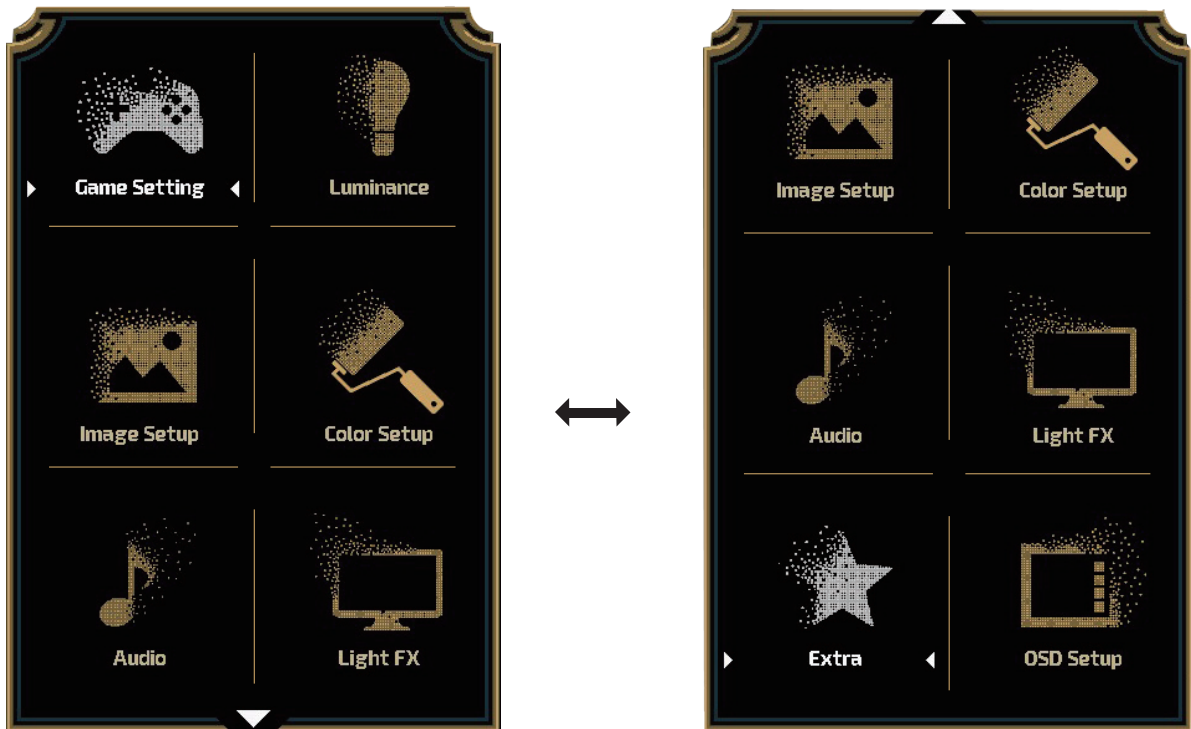 Game Setting
Luminance
Image Setup
Color Setup
Audio
Light FX
Image Setup
Color Setup
Audio
Light FX
Extra
OSD Setup